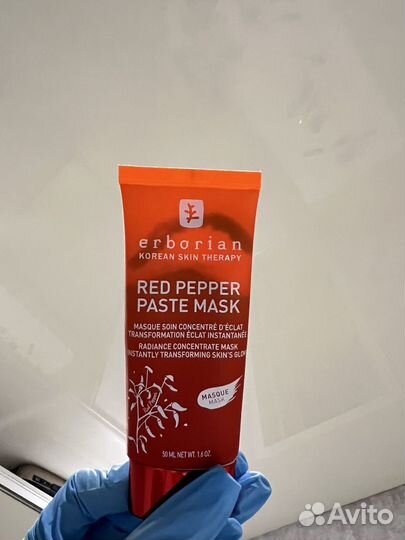 erborian
KOREAN SKIN THERAPY
RED PEPPER
PASTE MASK
MASQUE SOIN CONCENTRÉ D'ÉCLAT
TRANSFORMATION ÉCLAT INSTANTANÉE
RADIANCE CONCENTRATE MASK
INSTANTLY TRANSFORMING SKIN'S GLOW
MASQUE
MASK
50 ML NET WT. 1.6 OZ.
Avito